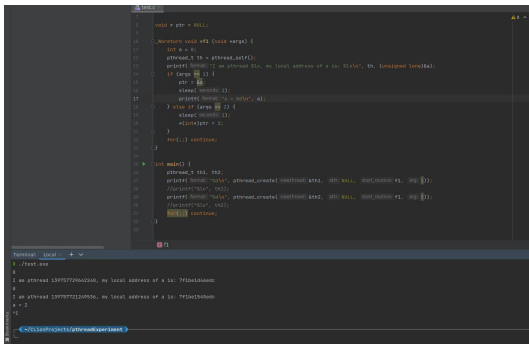 test.c
void * ptr = NULL;
_Noreturn void *f1 (void *args) {
int a = 0;
pthread_t th = pthread_self();
printf( format: "I am pthread %lu, my local address of a is: %lx\n", th, (unsigned long)&a);
if (args == 1) {
ptr = &a;
sleep( seconds: 2);
printf( format: "a = %d\n", a);
} else if (args == 2) {
sleep( seconds: 1);
*(int*)ptr = 2;
}
for(;;) continue;
}
int main() {
pthread_t th1, th2;
printf( format: "%d\n", pthread_create( newthread: &th1, attr: NULL, start_routine: f1, arg: 1));
//printf("%lu", th1);
printf( format: "%d\n", pthread_create( newthread: &th2, attr: NULL, start_routine: f1, arg: 2));
//printf("%lu", th2);
for(;;) continue;
}
f1
Terminal: Local × + ∨
./test.exe
0
I am pthread
my local address of a is:
0
I am pthread
my local address of a is:
a = 2
^C
~/CLionProjects/pthreadExperiment
Bookmarks